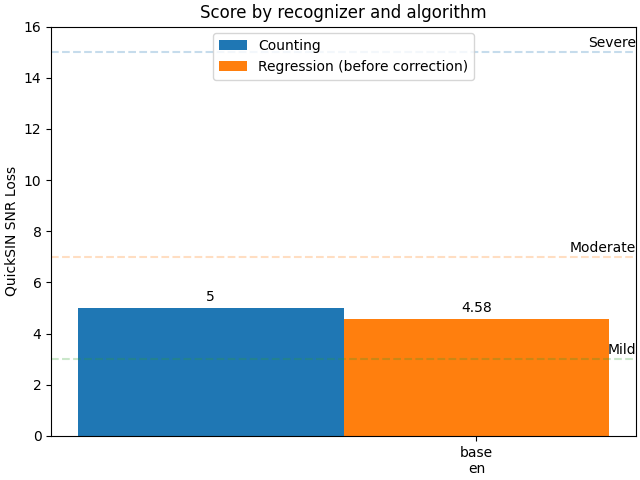 Score by recognizer and algorithm
QuickSIN SNR Loss
16
14
12
10
8
6
4
2
0
Counting
Regression (before correction)
Severe
Moderate
Mild
5
4.58
base
en